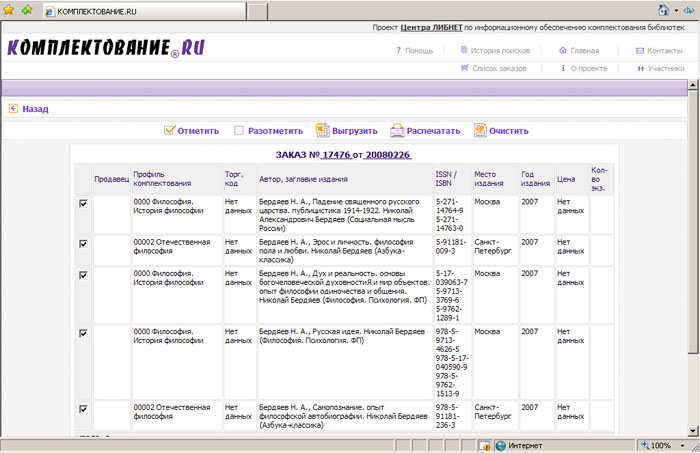 КОМПЛЕКТОВАНИЕ.RU
Проект Центра ЛИБНЕТ по информационному обеспечению комплектования библиотек
КОМПЛЕКТОВАНИЕ®RU
? Помощь История поисков Главная Контакты
Список заказов i О проекте Участники
Назад
Отметить Разотметить Выгрузить Распечатать Очистить
ЗАКАЗ № 17476 от 20080226
Продавец Профиль комплектования Торг. код Автор, заглавие издания ISSN / ISBN Место издания Год издания Цена Кол-во экз.
0000 Философия. Нет Бердяев Н. А., Падение священного русского 5-271- Москва 2007 Нет
История философии данных царства. публицистика 1914-1922. Николай 14764-9 данных
Александрович Бердяев (Социальная мысль 5-271-
России) 14763-0
00002 Отечественная Нет Бердяев Н. А., Эрос и личность. философия 5-91181- Санкт- 2007 Нет
философия данных пола и любви. Николай Бердяев (Азбука- 009-3 Петербург данных
классика)
0000 Философия. Нет Бердяев Н. А., Дух и реальность. основы 5-17- Москва 2007 Нет
История философии данных богочеловеческой духовностиЯ и мир объектов. 039063-7 данных
опыт философии одиночества и общения. 5-9713-
Николай Бердяев (Философия. Психология. ФП) 3769-6
5-9762-
1289-1
0000 Философия. Нет Бердяев Н. А., Русская идея. Николай Бердяев 978-5- Москва 2007 Нет
История философии данных (Философия. Психология. ФП) 9713- данных
4626-5
978-5-17-
040590-9
978-5-
9762-
1513-9
00002 Отечественная Нет Бердяев Н. А., Самопознание. опыт 978-5- Санкт- 2007 Нет
философия данных философской автобиографии. Николай Бердяев 91181- Петербург данных
(Азбука-классика) 236-3
Интернет 100%